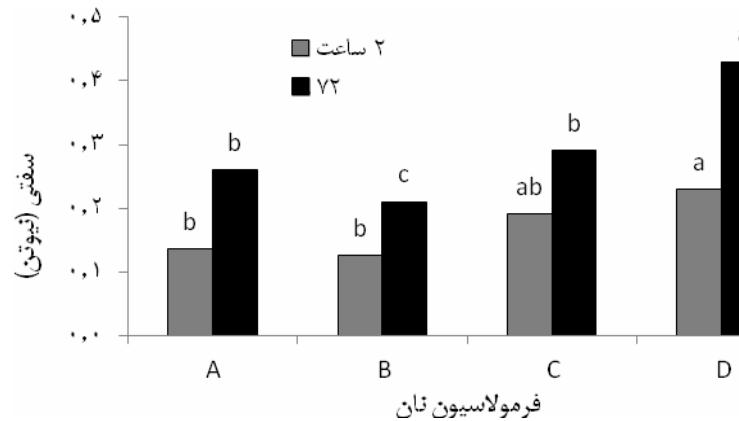 ۰,۵
۰,۴
۰,۳
۰,۲
۰,۱
۰,۰
سفتی (نیوتن)
۲ ساعت
۷۲
b
b
b
c
ab
b
a
A
B
C
D
فرمولاسیون نان